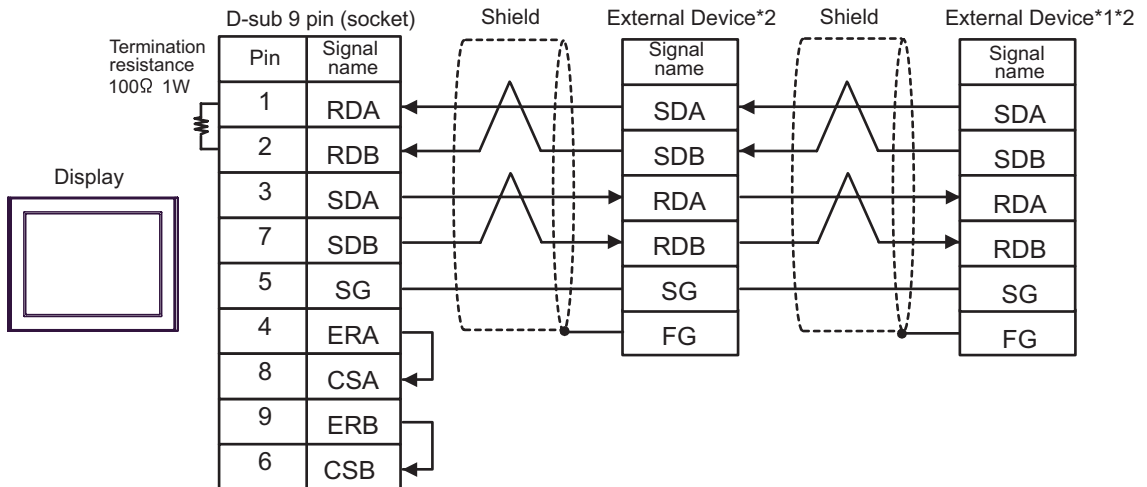 D-sub 9 pin (socket)
Shield
External Device*2
Shield
External Device*1*2
Termination
resistance
100Ω 1W
Pin
Signal
name
Signal
name
Signal
name
1
RDA
SDA
SDA
2
RDB
SDB
SDB
Display
3
SDA
RDA
RDA
7
SDB
RDB
RDB
5
SG
SG
SG
4
ERA
FG
FG
8
CSA
9
ERB
6
CSB